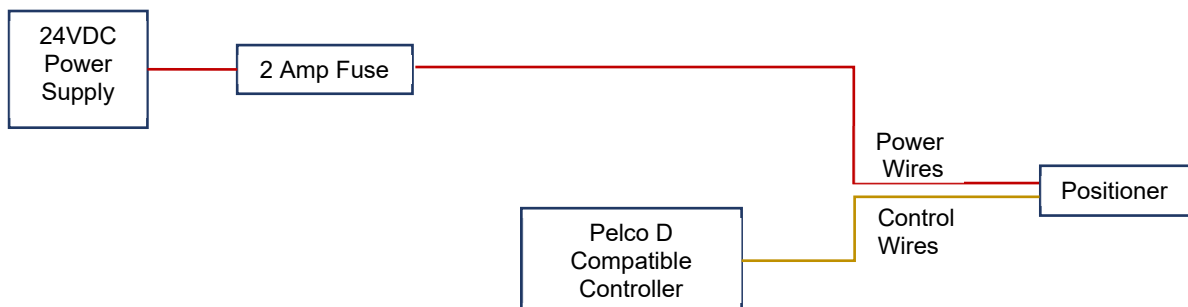 24VDC
Power
Supply
2 Amp Fuse
Power
Wires
Positioner
Control
Wires
Pelco D
Compatible
Controller